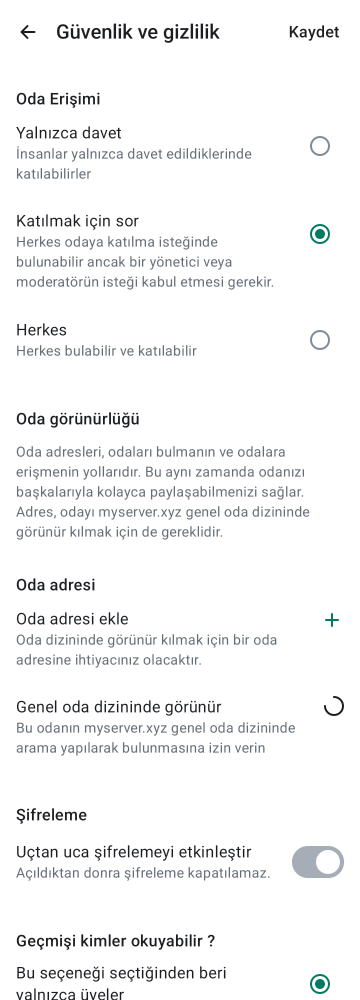 Güvenlik ve gizlilik
Kaydet
Oda Erişimi
Yalnızca davet
İnsanlar yalnızca davet edildiklerinde
katılabilirler
Katılmak için sor
Herkes odaya katılma isteğinde
bulunabilir ancak bir yönetici veya
moderatörün isteği kabul etmesi gerekir.
Herkes
Herkes bulabilir ve katılabilir
Oda görünürlüğü
Oda adresleri, odaları bulmanın ve odalara
erişmenin yollarıdır. Bu aynı zamanda odanızı
başkalarıyla kolayca paylaşabilmenizi sağlar.
Adres, odayı myserver.xyz genel oda dizininde
görünür kılmak için de gereklidir.
Oda adresi
Oda adresi ekle
Oda dizininde görünür kılmak için bir oda
adresine ihtiyacınız olacaktır.
Genel oda dizininde görünür
Bu odanın myserver.xyz genel oda dizininde
arama yapılarak bulunmasına izin verin
Şifreleme
Uçtan uca şifrelemeyi etkinleştir
Açıldıktan donra şifreleme kapatılamaz.
Geçmişi kimler okuyabilir ?
Bu seçeneği seçtiğinden beri
yalnızca üyeler